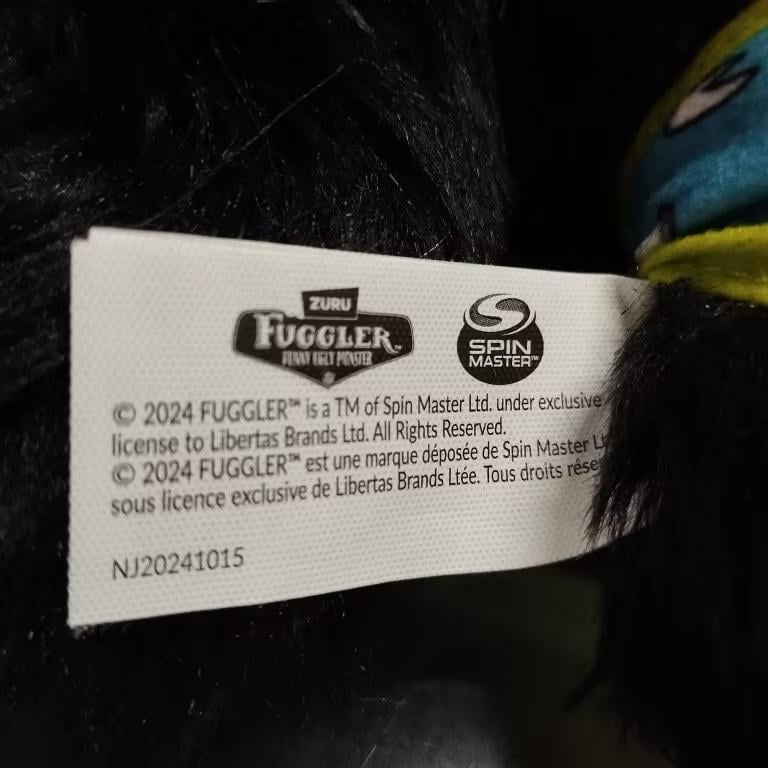 ZURU
FUGGLER™
FUNNY UGLY MONSTER
SPIN
MASTER™
© 2024 FUGGLER™ is a TM of Spin Master Ltd. under exclusive
license to Libertas Brands Ltd. All Rights Reserved.
© 2024 FUGGLER™ est une marque déposée de Spin Master
sous licence exclusive de Libertas Brands Ltée. Tous droits
NJ20241015